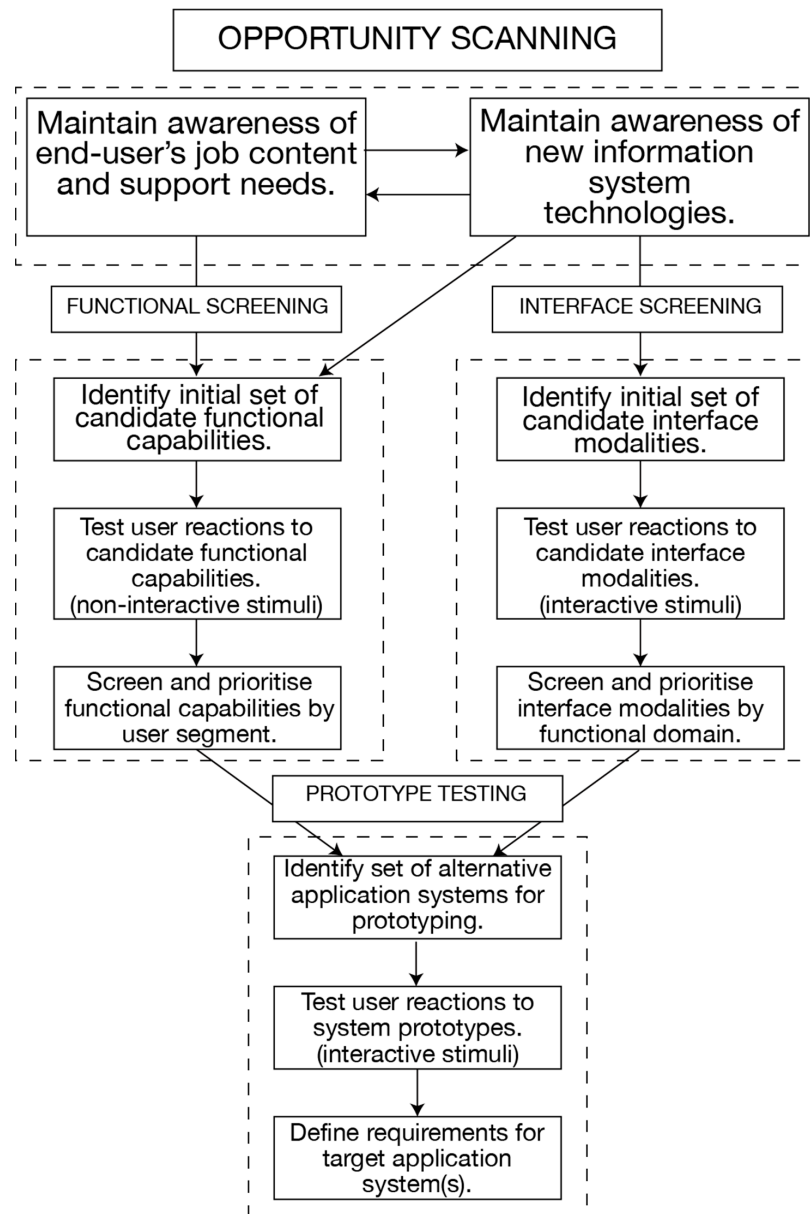 OPPORTUNITY SCANNING
Maintain awareness of
end-user's job content
and support needs.
Maintain awareness of
new information
system
technologies.
FUNCTIONAL SCREENING
INTERFACE SCREENING
Identify initial set of
candidate functional
capabilities.
Identify initial set of
candidate interface
modalities.
Test user reactions to
candidate functional
capabilities.
(non-interactive stimuli)
Test user reactions to
candidate interface
modalities.
(interactive stimuli)
Screen and prioritise
functional capabilities by
user segment.
Screen and prioritise
interface modalities by
functional domain.
PROTOTYPE TESTING
Identify set of alternative
application systems for
prototyping.
Test user reactions to
system prototypes.
(interactive stimuli)
Define requirements for
target application
system(s).